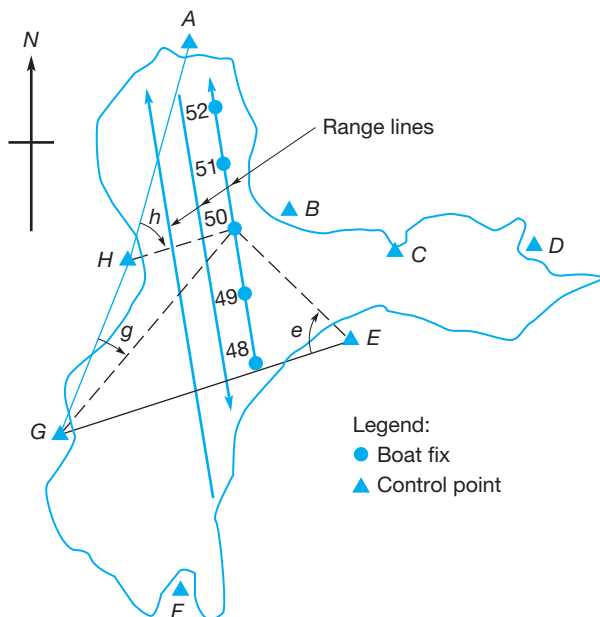 A
N
52
Range lines
51
h
B
50
H
C
D
49
g
e
E
48
G
Legend:
Boat fix
Control point
F